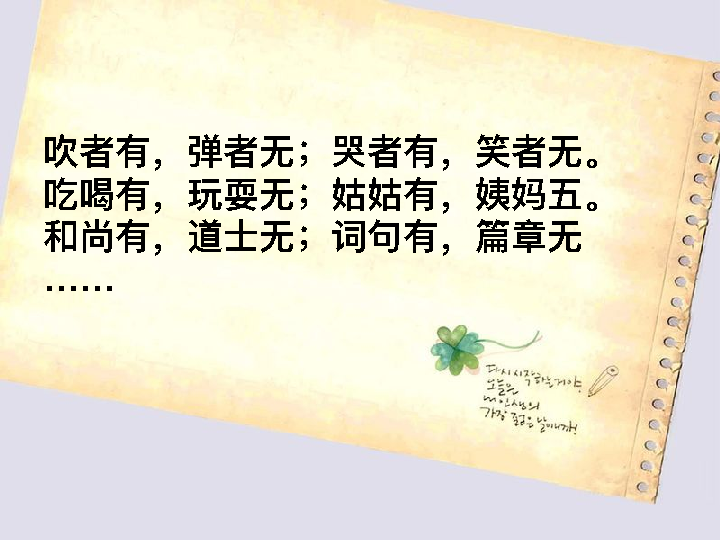 吹者有，弹者无；哭者有，笑者无。
吃喝有，玩耍无；姑姑有，姨妈五。
和尚有，道士无；词句有，篇章无
……
다시 시작하는거야.
오늘은
내 인생의
가장 젊은 날이니까!